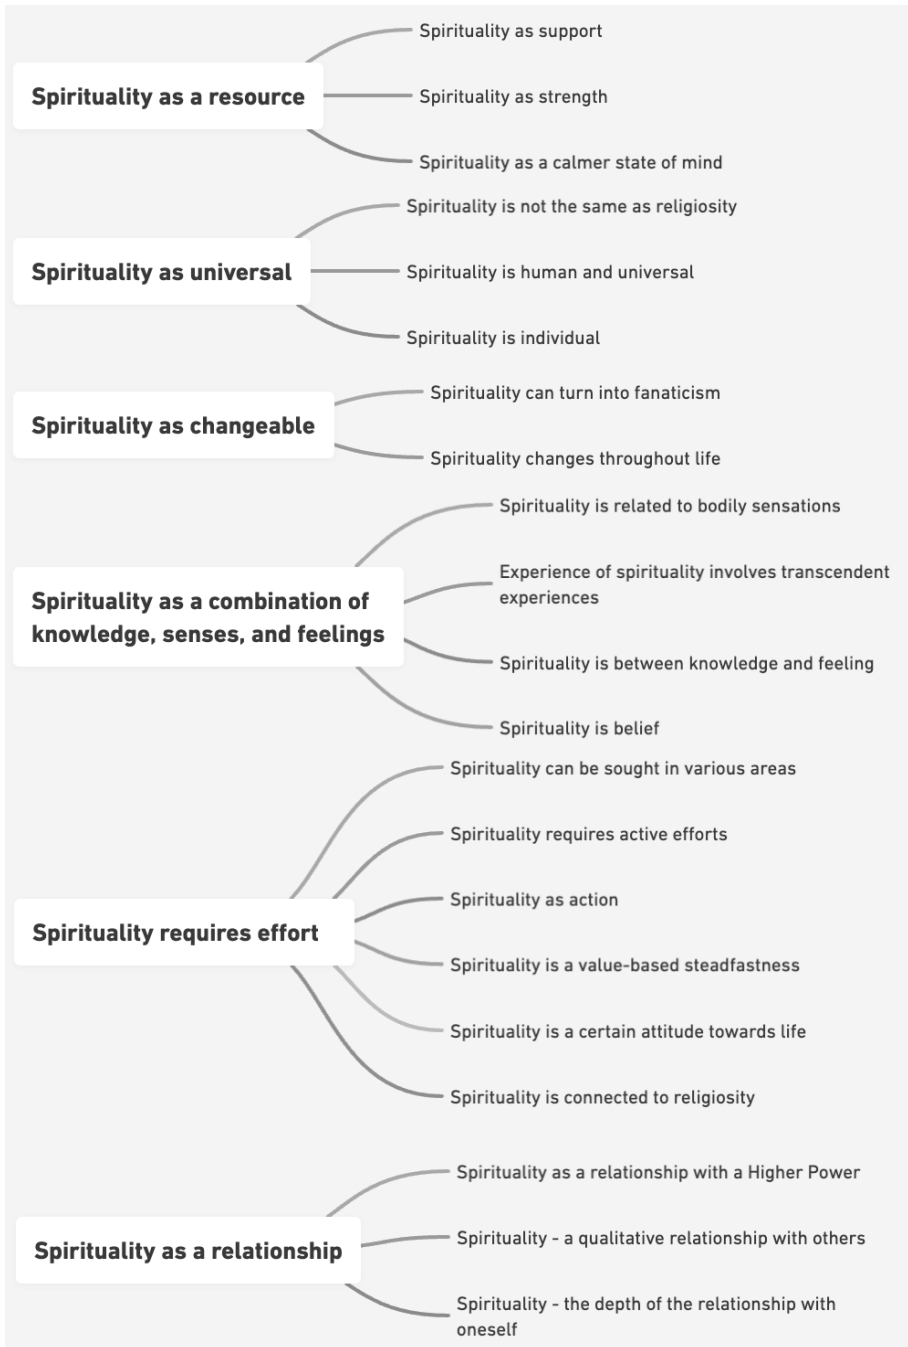 Spirituality as a resource
Spirituality as support
Spirituality as strength
Spirituality as a calmer state of mind
Spirituality as universal
Spirituality is not the same as religiosity
Spirituality is human and universal
Spirituality is individual
Spirituality as changeable
Spirituality can turn into fanaticism
Spirituality changes throughout life
Spirituality as a combination of
knowledge, senses, and feelings
Spirituality is related to bodily sensations
Experience of spirituality involves transcendent
experiences
Spirituality is between knowledge and feeling
Spirituality is belief
Spirituality requires effort
Spirituality can be sought in various areas
Spirituality requires active efforts
Spirituality as action
Spirituality is a value-based steadfastness
Spirituality is a certain attitude towards life
Spirituality is connected to religiosity
Spirituality as a relationship
Spirituality as a relationship with a Higher Power
Spirituality - a qualitative relationship with others
Spirituality - the depth of the relationship with
oneself